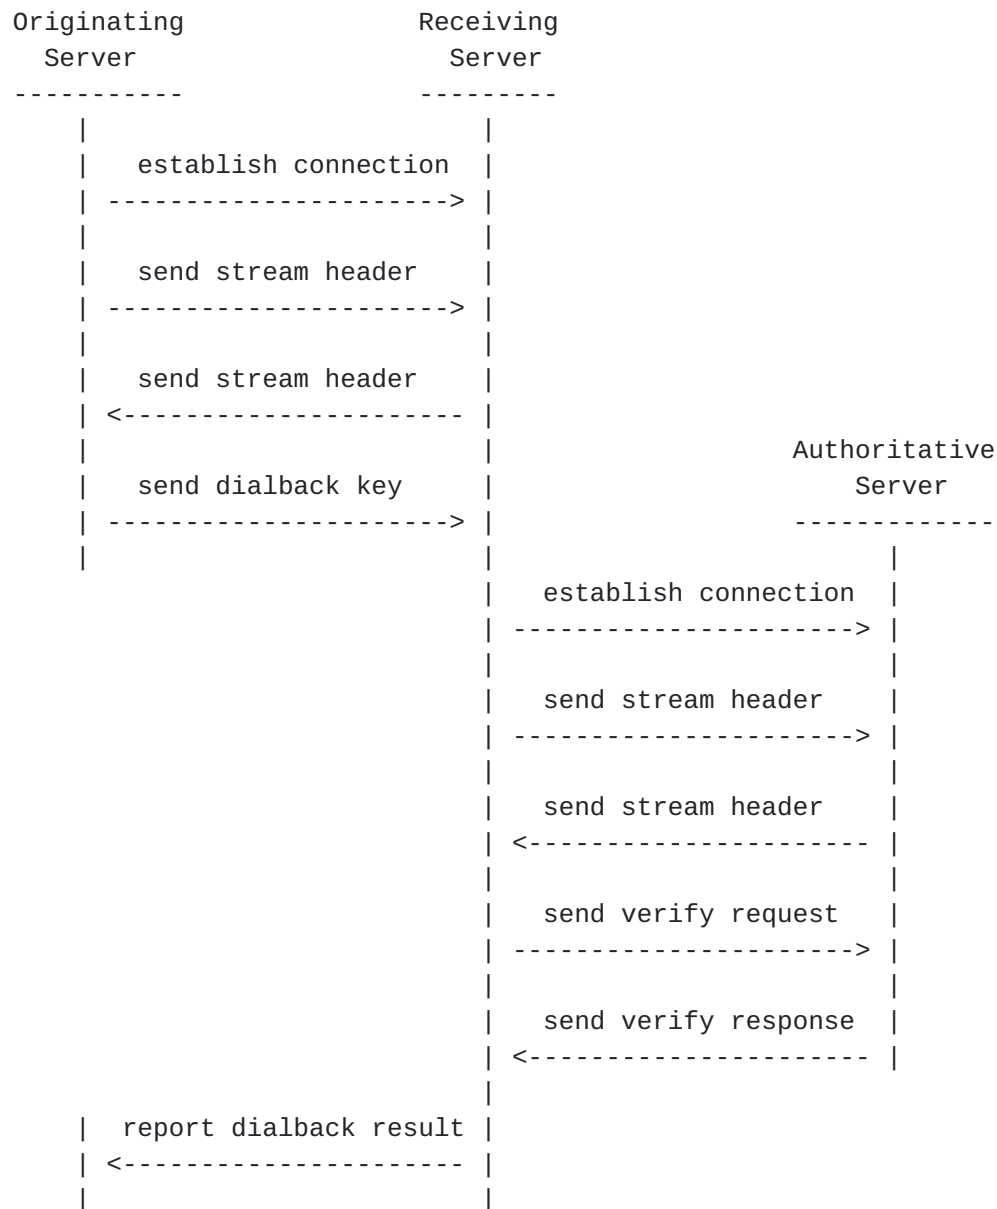 Originating               Receiving
  Server                    Server
-----------               ---------
    |                         |
    |   establish connection  |
    | ----------------------> |
    |                         |
    |   send stream header    |
    | ----------------------> |
    |                         |
    |   send stream header    |
    | <---------------------- |
    |                         |                   Authoritative
    |   send dialback key     |                       Server
    | ----------------------> |                   -------------
    |                         |                         |
                              |   establish connection  |
                              | ----------------------> |
                              |                         |
                              |   send stream header    |
                              | ----------------------> |
                              |                         |
                              |   send stream header    |
                              | <---------------------- |
                              |                         |
                              |   send verify request   |
                              | ----------------------> |
                              |                         |
                              |   send verify response  |
                              | <---------------------- |
                              |
    |  report dialback result |
    | <---------------------- |
    |                         |